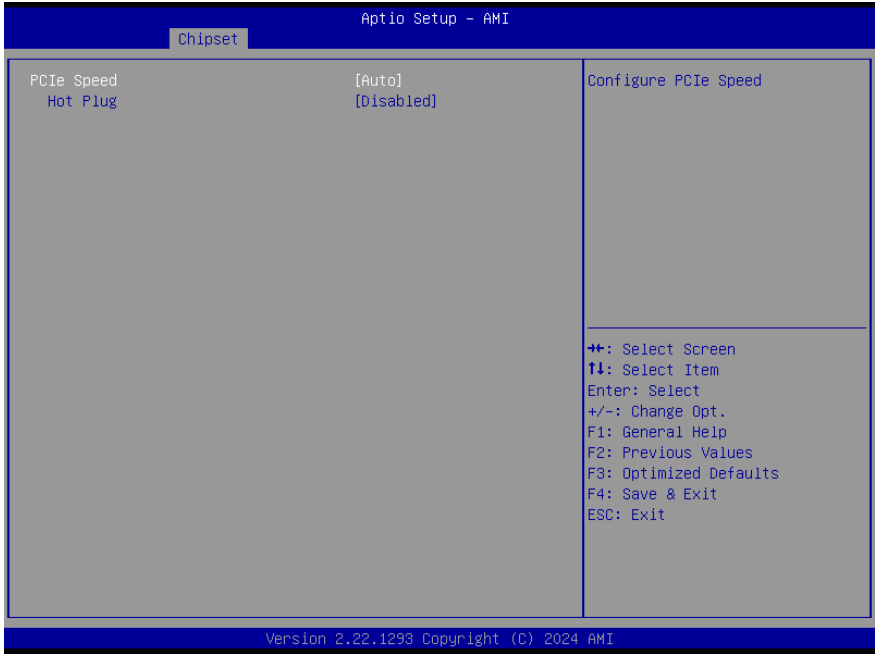 Aptio Setup – AMI
Chipset
PCIe Speed [Auto] Configure PCIe Speed
Hot Plug [Disabled]
→←: Select Screen
↑↓: Select Item
Enter: Select
+/-: Change Opt.
F1: General Help
F2: Previous Values
F3: Optimized Defaults
F4: Save & Exit
ESC: Exit
Version 2.22.1293 Copyright (C) 2024 AMI